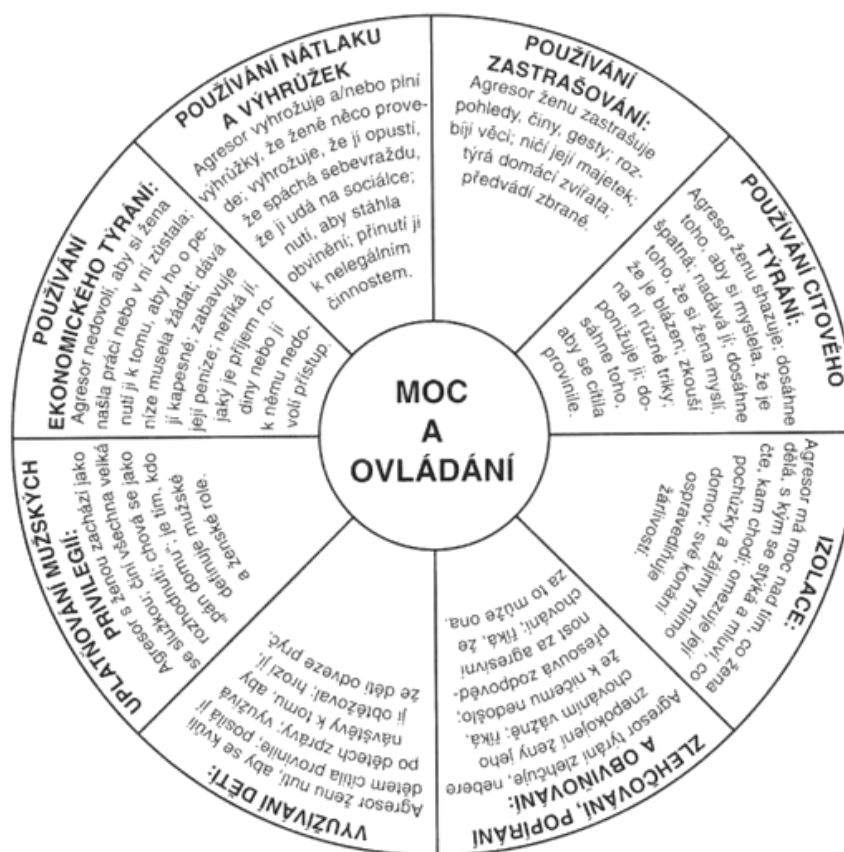 MOC
A
OVLÁDÁNÍ
POUŽÍVÁNÍ NÁTLAKU
A VÝHRŮŽEK
Agresor vyhrožuje a/nebo plní
výhrůžky, že ženě něco prove-
de; vyhrožuje, že ji opustí,
že spáchá sebevraždu,
že ji udá na sociálce;
nutí, aby stáhla
obvinění; přinutí ji
k nelegálním
činnostem.
POUŽÍVÁNÍ
ZASTRAŠOVÁNÍ:
Agresor ženu zastrašuje
pohledy, činy, gesty; roz-
bíjí věci; ničí její majetek;
týrá domácí zvířata;
předvádí zbraně.
POUŽÍVÁNÍ CITOVÉHO
TÝRÁNÍ:
Agresor ženu shazuje; dosáhne
toho, aby si myslela, že je
špatná; nadává jí; dosáhne
toho, že si žena myslí,
že je blázen; zkouší
na ni různé triky;
ponižuje ji; do-
sáhne toho,
aby se cítila
provinile.
IZOLACE:
Agresor má moc nad tím, co žena
dělá, s kým se stýká a mluví, co
čte, kam chodí; omezuje její
pochůzky a zájmy mimo
domov; své konání
ospravedlňuje
žárlivostí.
ZLEHČOVÁNÍ, POPÍRÁNÍ
A OBVIŇOVÁNÍ:
Agresor týrání zlehčuje, nebere
znepokojení ženy jeho
chováním vážně; říká,
že k ničemu nedošlo;
přesouvá zodpověd-
nost za agresivní
chování; říká, že
za to může ona.
VYUŽÍVÁNÍ DĚTÍ:
Agresor ženu nutí, aby se kvůli
dětem cítila provinile; posílá jí
po dětech zprávy; využívá
návštěvy k tomu, aby
ji obtěžoval; hrozí jí,
že děti odveze pryč.
UPLATŇOVÁNÍ MUŽSKÝCH
PRIVILEGIÍ:
Agresor s ženou zachází jako
se služkou; činí všechna velká
rozhodnutí; chová se jako
„pán domu“; je tím, kdo
definuje mužské
a ženské role.
POUŽÍVÁNÍ
EKONOMICKÉHO TÝRÁNÍ:
Agresor nedovolí, aby si žena
našla práci nebo v ní zůstala;
nutí ji k tomu, aby ho o pe-
níze musela žádat; dává
jí kapesné; zabavuje
její peníze; neříká jí,
jaký je příjem ro-
diny nebo jí
k němu nedo-
volí přístup.